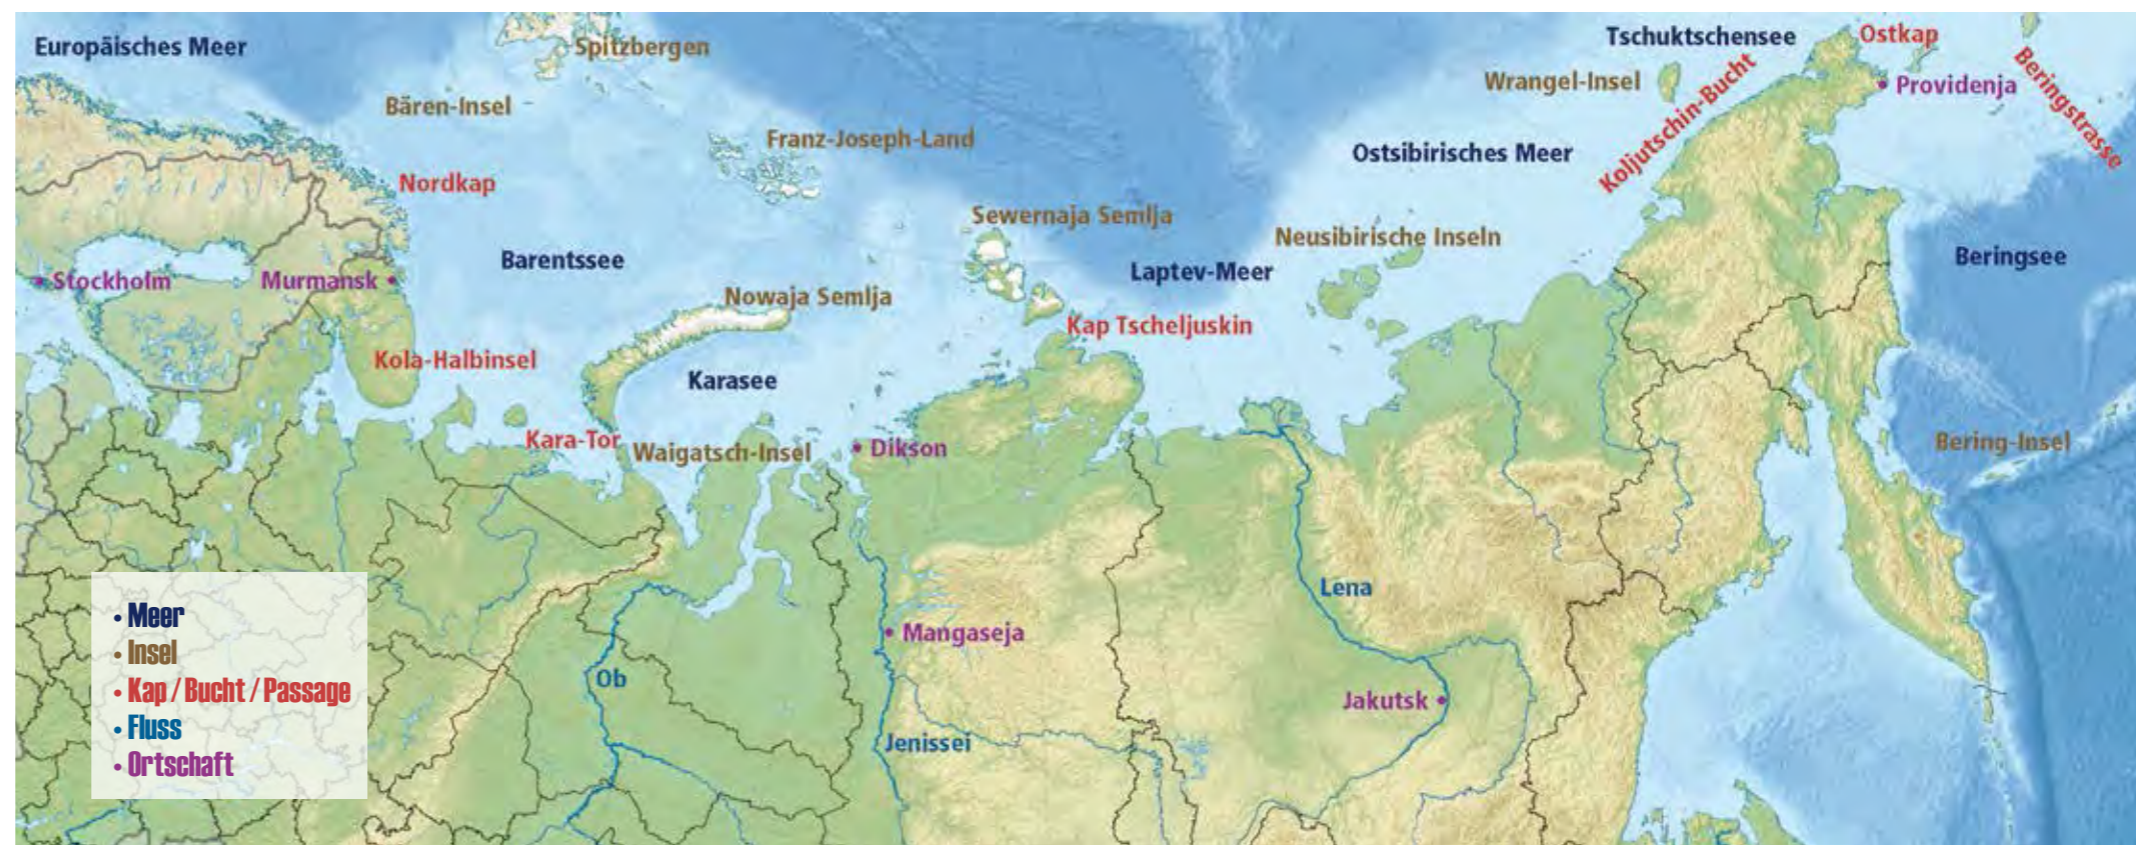 Europäisches Meer
Spitzbergen
Tschuktschensee
Ostkap
Beringstrasse
Bären-Insel
Wrangel-Insel
Koljutschin-Bucht
Providenja
Franz-Joseph-Land
Ostsibirisches Meer
Nordkap
Sewernaja Semlja
Neusibirische Inseln
Barentssee
Laptev-Meer
Beringsee
Stockholm
Murmansk
Nowaja Semlja
Kap Tscheljuskin
Kola-Halbinsel
Karasee
Kara-Tor
Waigatsch-Insel
Dikson
Bering-Insel
Lena
Mangaseja
Ob
Jakutsk
Jenissei
• Meer
• Insel
• Kap / Bucht / Passage
• Fluss
• Ortschaft